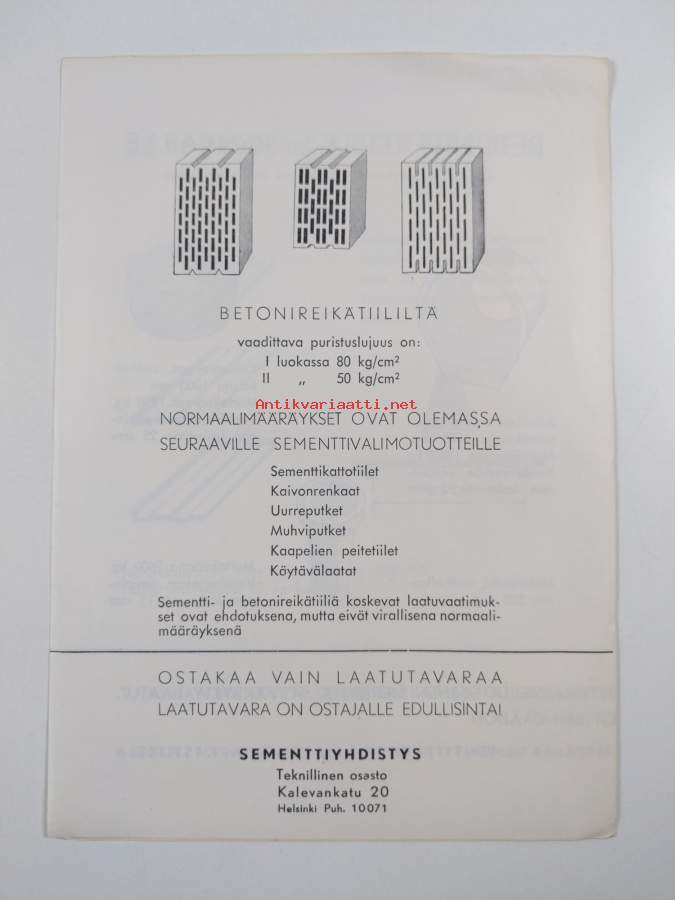 BETONIREIKÄTIILILTÄ
vaadittava puristuslujuus on:
I luokassa 80 kg/cm²
II „ 50 kg/cm²
Antikvariaatti.net
NORMAALIMÄÄRÄYKSET OVAT OLEMASSA
SEURAAVILLE SEMENTTIVALIMOTUOTTEILLE
Sementtikattotiilet
Kaivonrenkaat
Uurreputket
Muhviputket
Kaapelien peitetiilet
Köytävälaatat
Sementti- ja betonireikätiiliä koskevat laatuvaatimuk-
set ovat ehdotuksena, mutta eivät virallisena normaali-
määräyksenä
OSTAKAA VAIN LAATUTAVARAA
LAATUTAVARA ON OSTAJALLE EDULLISINTA!
SEMENTTIYHDISTYS
Teknillinen osasto
Kalevankatu 20
Helsinki Puh. 10071